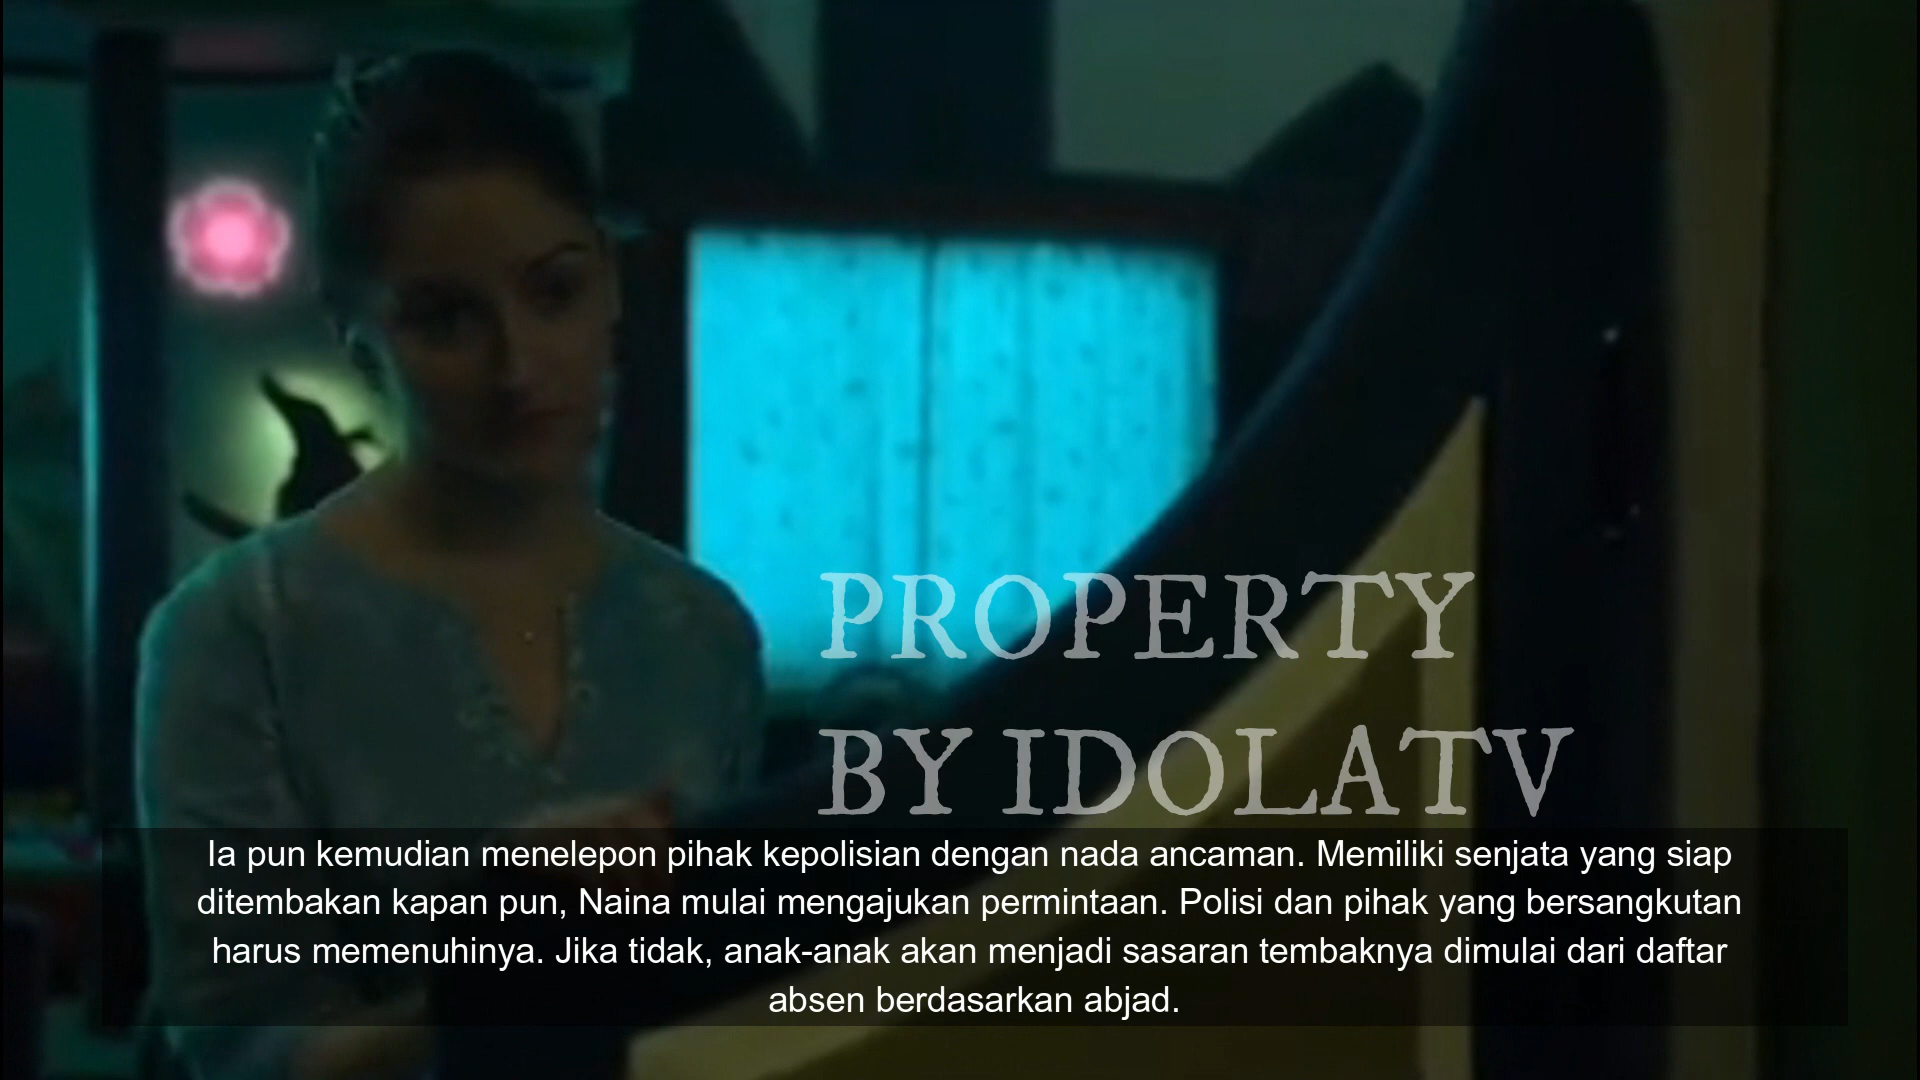 PROPERTY
BY IDOLATV
Ia pun kemudian menelepon pihak kepolisian dengan nada ancaman. Memiliki senjata yang siap
ditembakan kapan pun, Naina mulai mengajukan permintaan. Polisi dan pihak yang bersangkutan
harus memenuhinya. Jika tidak, anak-anak akan menjadi sasaran tembaknya dimulai dari daftar
absen berdasarkan abjad.